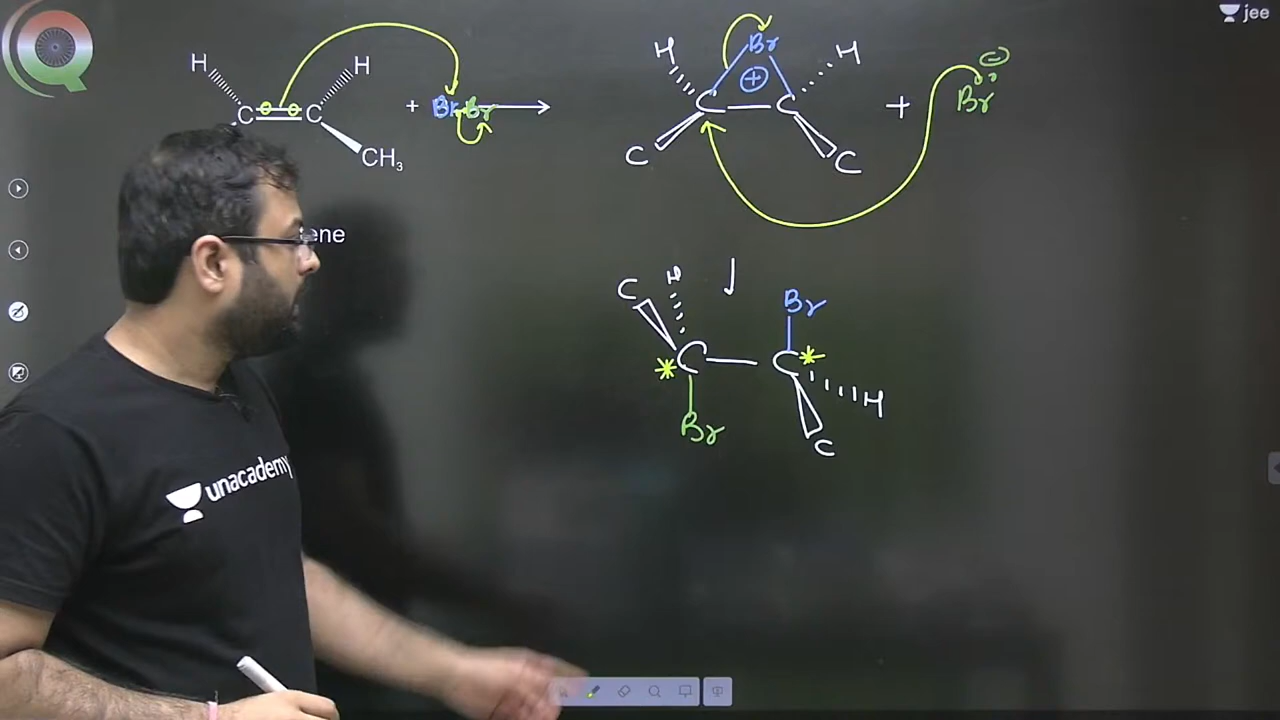 jee
H H
C C + Br Br
CH₃
ene
H Br H
⊕
C C + Br ⊖
C C
C H Br
* C C *
Br H
C
unacademy